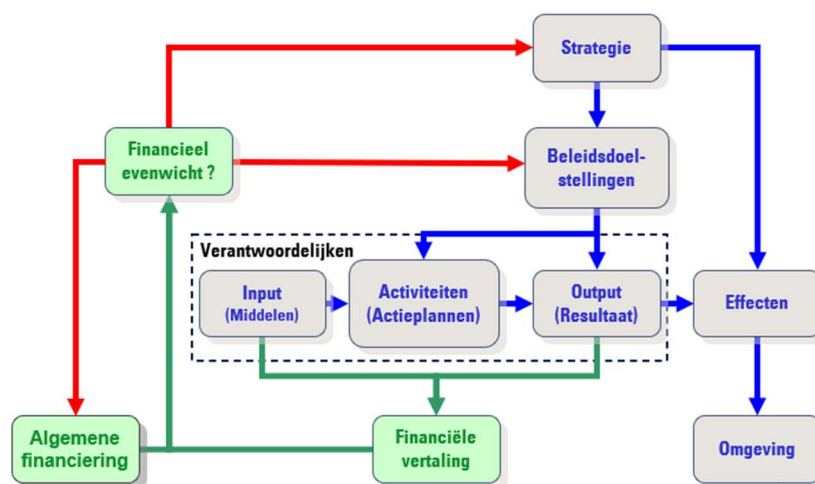 Strategie
Financieel
evenwicht ?
Beleidsdoel-
stellingen
Verantwoordelijken
Input
(Middelen)
Activiteiten
(Actieplannen)
Output
(Resultaat)
Effecten
Algemene
financiering
Financiële
vertaling
Omgeving